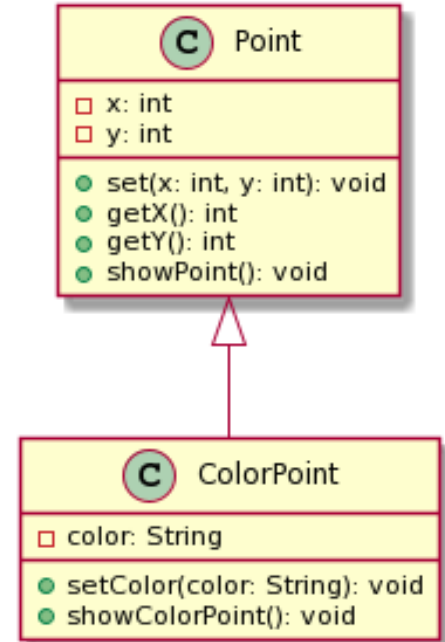 C Point
x: int
y: int
set(x: int, y: int): void
getX(): int
getY(): int
showPoint(): void
C ColorPoint
color: String
setColor(color: String): void
showColorPoint(): void